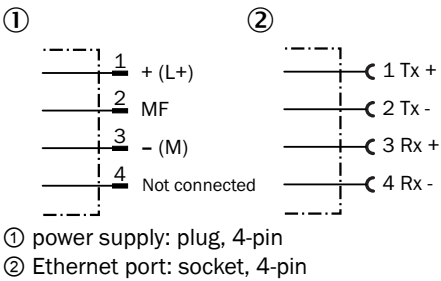 ① ②
1 + (L+)
2 MF
3 – (M)
4 Not connected
1 Tx +
2 Tx -
3 Rx +
4 Rx -
① power supply: plug, 4-pin
② Ethernet port: socket, 4-pin